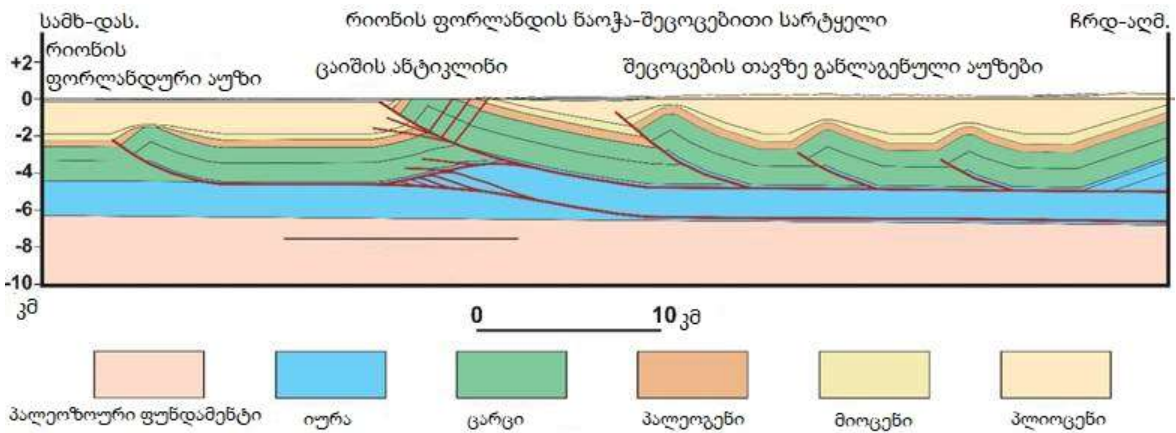 სამხ-დას.
რიონის ფორლანდის ნაოჭა-შეცოცებითი სარტყელი
ჩრდ-აღმ.
რიონის
ფორლანდური აუზი
ცაიშის ანტიკლინი
შეცოცების თავზე განლაგენული აუზები
+2
0
-2
-4
-6
-8
-10
კმ
0 10 კმ
პალეოზოური ფუნდამენტი
იურა
ცარცი
პალეოგენი
მიოცენი
პლიოცენი